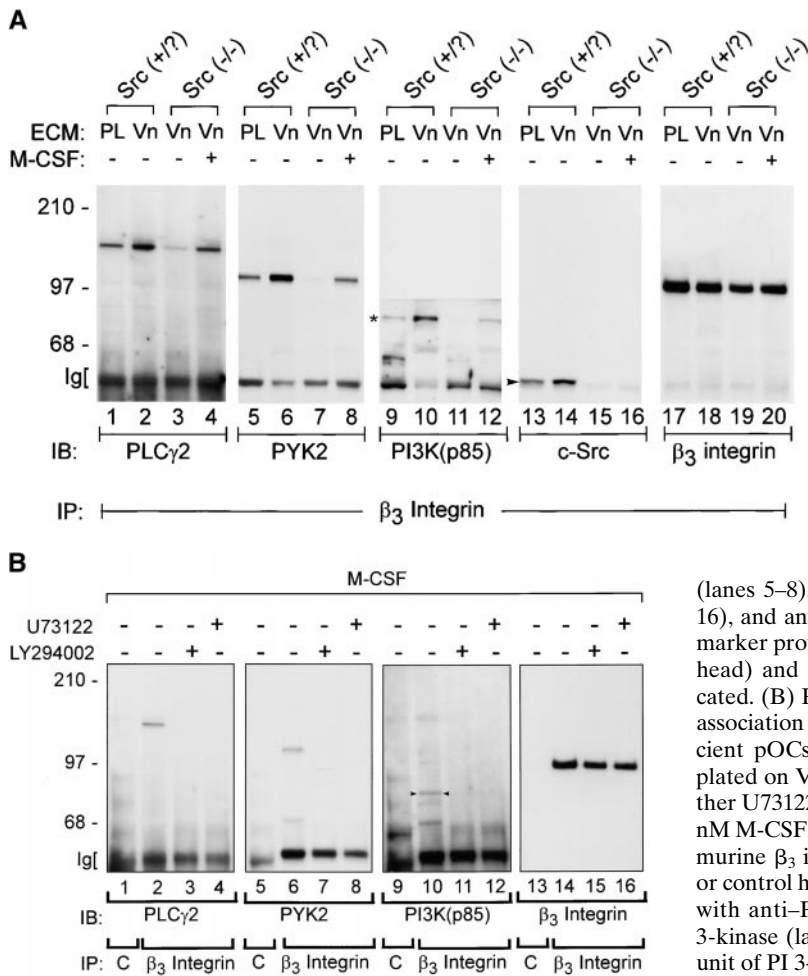 A
Src (+/?) Src (-/-) Src (+/?) Src (-/-) Src (+/?) Src (-/-) Src (+/?) Src (-/-) Src (+/?) Src (-/-)
ECM: PL Vn Vn Vn PL Vn Vn Vn PL Vn Vn Vn PL Vn Vn Vn PL Vn Vn Vn
M-CSF: - - - + - - - + - - - + - - - + - - - +
210 -
97 -
*
68 -
Ig[
1 2 3 4 5 6 7 8 9 10 11 12 13 14 15 16 17 18 19 20
IB: PLCγ2 PYK2 PI3K(p85) c-Src β3 integrin
IP: β3 Integrin
B
M-CSF
U73122 - - - + - - - + - - - + - - - +
LY294002 - - + - - - + - - - + - - - + -
210 -
97 -
68 -
Ig[
1 2 3 4 5 6 7 8 9 10 11 12 13 14 15 16
IB: PLCγ2 PYK2 PI3K(p85) β3 Integrin
IP: C β3 Integrin C β3 Integrin C β3 Integrin C β3 Integrin
(lanes 5–8)
16), and an
marker pro
head) and
cated. (B)
association
cient pOCs
plated on V
ther U73122
nM M-CSF
murine β3 i
or control h
with anti–
3-kinase (la
unit of PI 3-